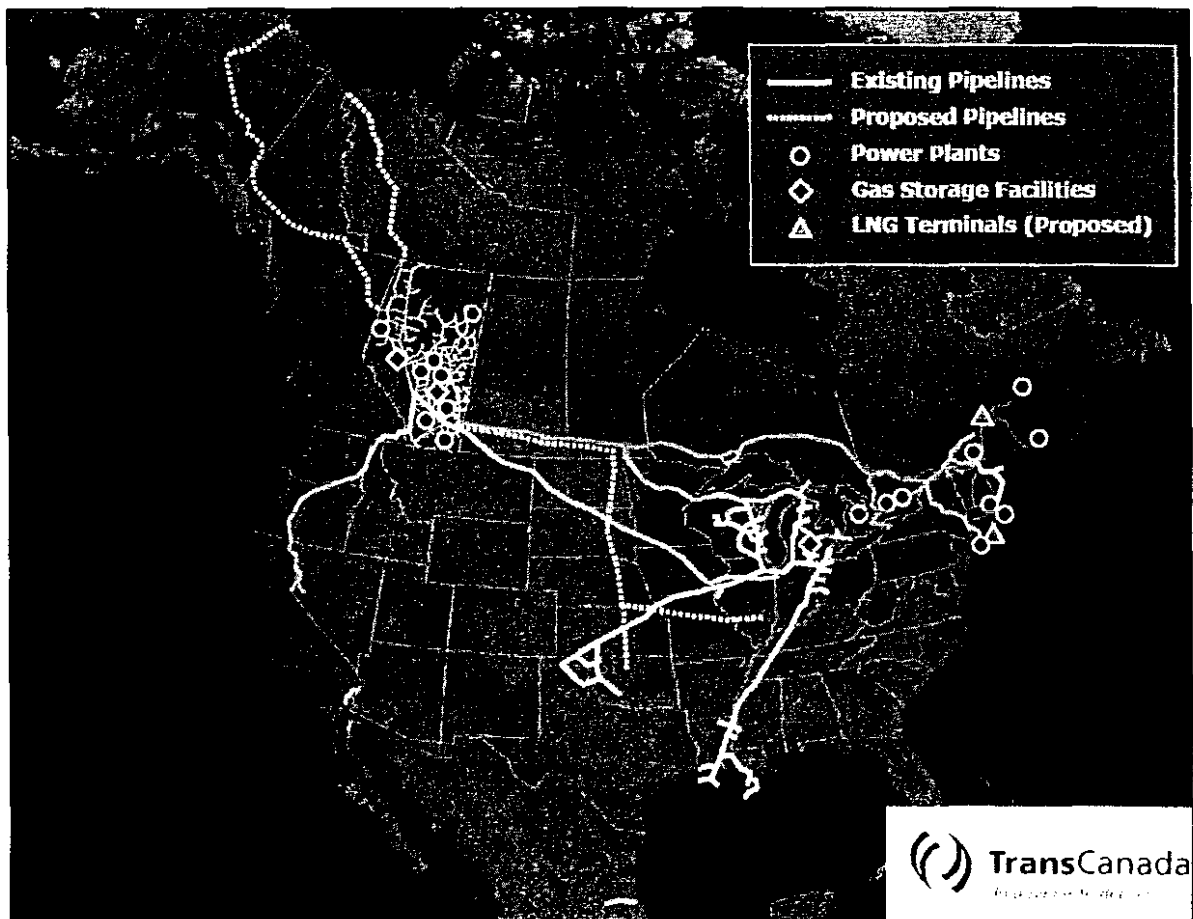 Existing Pipelines
Proposed Pipelines
Power Plants
Gas Storage Facilities
LNG Terminals (Proposed)
TransCanada